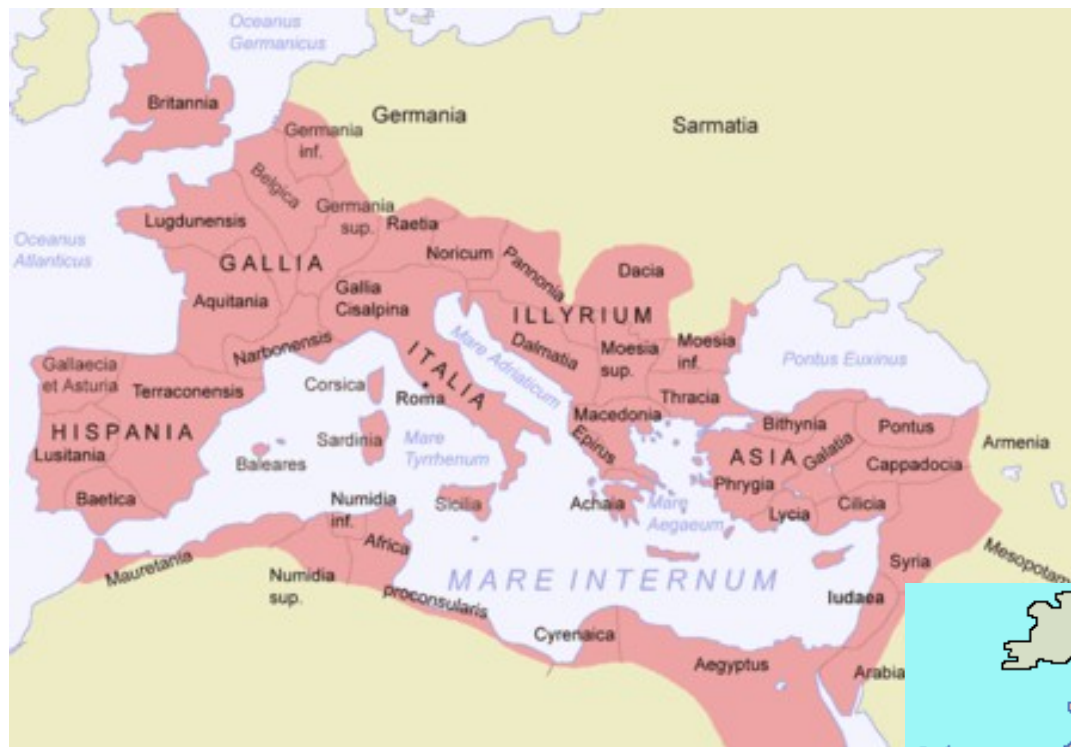 Oceanus
Germanicus
Britannia
Germania
Sarmatia
Germania
inf.
Belgica
Lugdunensis
Germania
sup.
Raetia
Oceanus
Atlanticus
GALLIA
Noricum
Pannonia
Dacia
Aquitania
Gallia
Cisalpina
ILLYRIUM
Narbonensis
Mare Adriaticum
Dalmatia
Moesia
sup.
Moesia
inf.
Pontus Euxinus
Gallaecia
et Asturia
Terraconensis
Corsica
ITALIA
Roma
Thracia
Macedonia
Bithynia
Pontus
Armenia
HISPANIA
Sardinia
Mare
Tyrrhenum
Epirus
ASIA
Galatia
Lusitania
Baleares
Cappadocia
Phrygia
Baetica
Numidia
inf.
Sicilia
Achaia
Mare
Aegaeum
Lycia
Cilicia
Africa
Mauretania
Numidia
sup.
proconsularis
MARE INTERNUM
Syria
Mesopotam
Iudaea
Cyrenaica
Aegyptus
Arabia